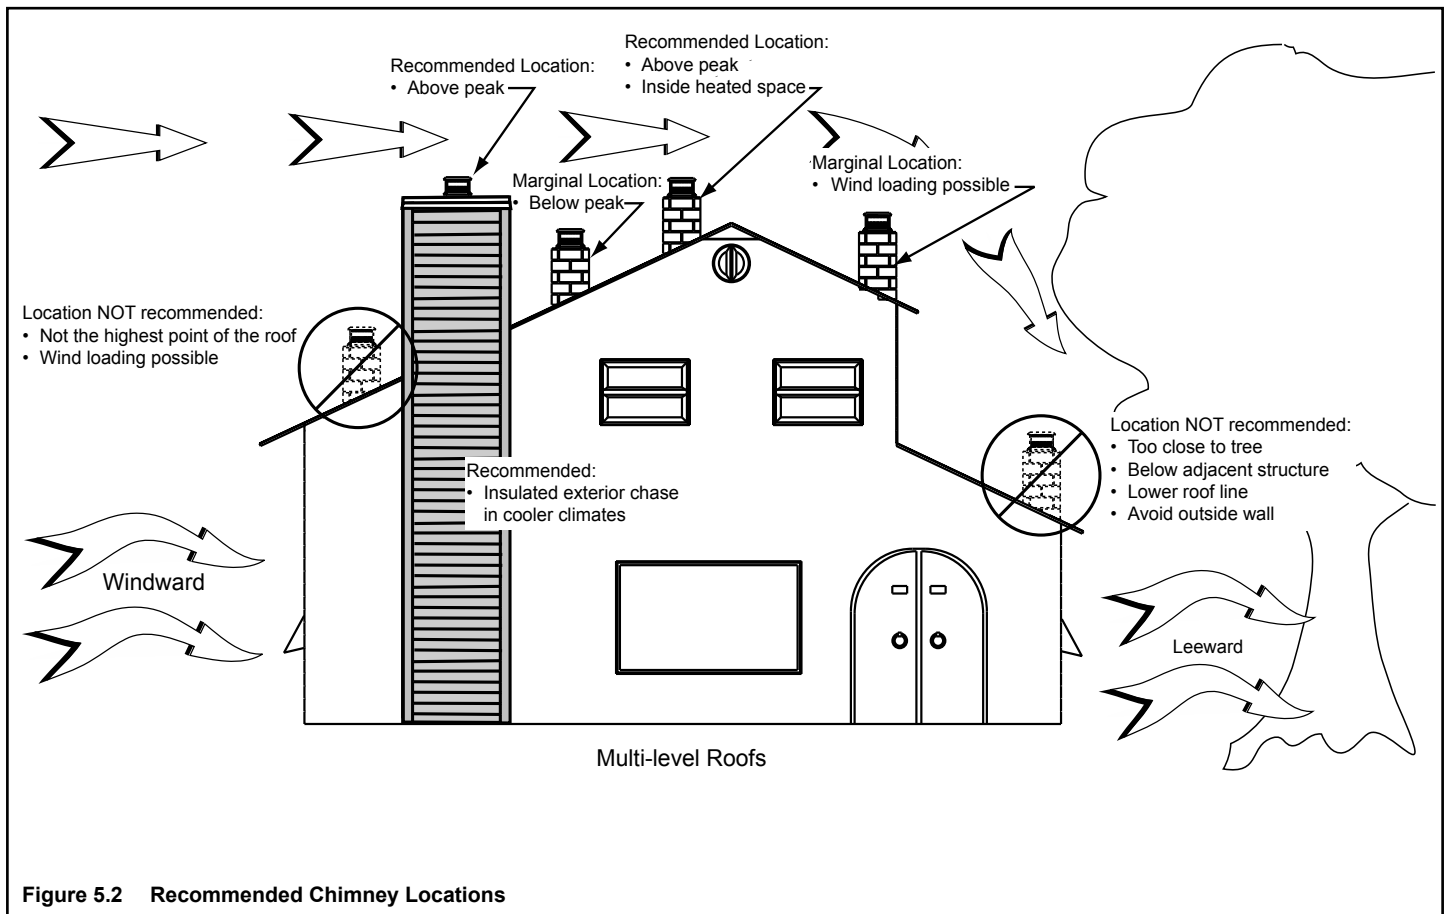 Recommended Location:
• Above peak
• Inside heated space
Recommended Location:
• Above peak
Marginal Location:
• Wind loading possible
Marginal Location:
• Below peak
Location NOT recommended:
• Not the highest point of the roof
• Wind loading possible
Location NOT recommended:
• Too close to tree
• Below adjacent structure
• Lower roof line
• Avoid outside wall
Recommended:
• Insulated exterior chase
in cooler climates
Windward
Leeward
Multi-level Roofs
Figure 5.2 Recommended Chimney Locations